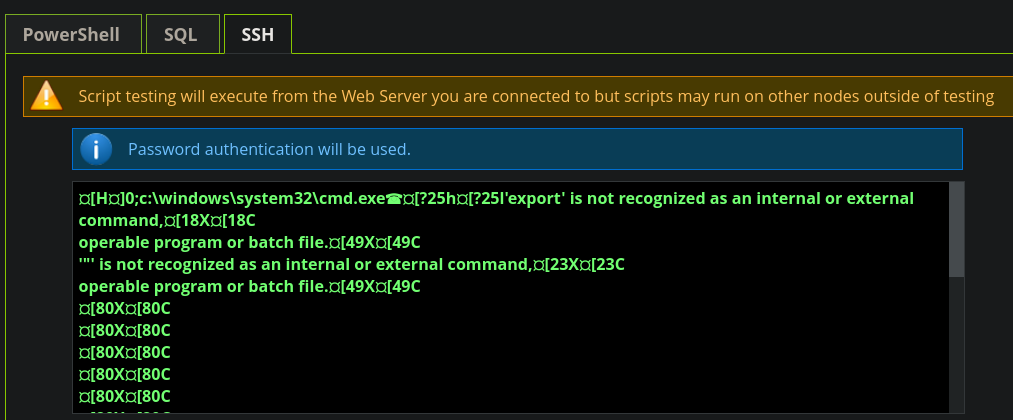 PowerShell SQL SSH
Script testing will execute from the Web Server you are connected to but scripts may run on other nodes outside of testing
Password authentication will be used.
¤[H¤]0;c:\windows\system32\cmd.exe☎¤[?25h¤[?25l'export' is not recognized as an internal or external
command,¤[18X¤[18C
operable program or batch file.¤[49X¤[49C
'"' is not recognized as an internal or external command,¤[23X¤[23C
operable program or batch file.¤[49X¤[49C
¤[80X¤[80C
¤[80X¤[80C
¤[80X¤[80C
¤[80X¤[80C
¤[80X¤[80C